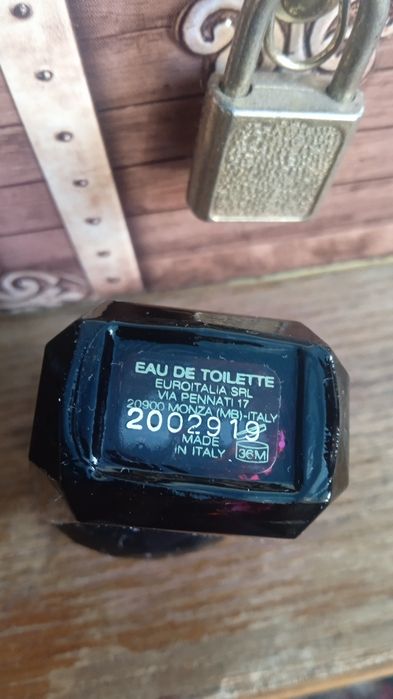 EAU DE TOILETTE
EUROITALIA SRL
VIA PENNATI 17
20900 MONZA (MB)-ITALY
2002919
MADE
IN ITALY
36M